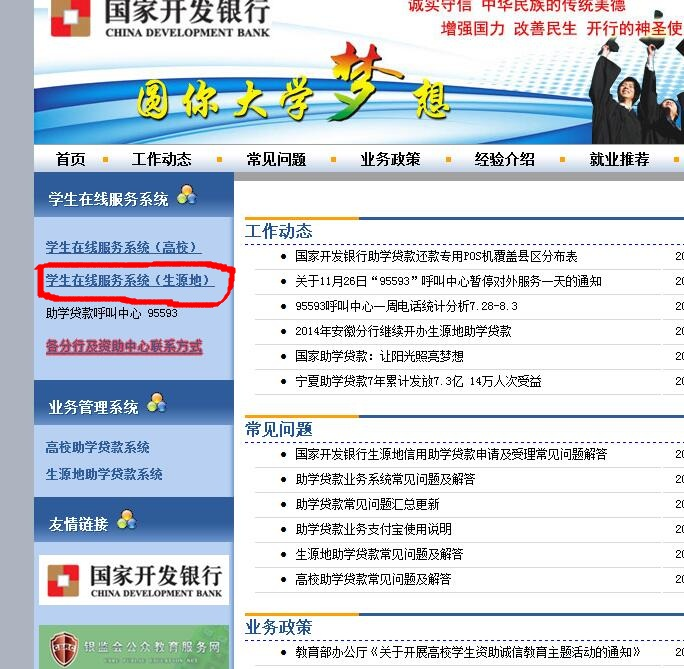 国家开发银行
CHINA DEVELOPMENT BANK
诚实守信 中华民族的传统美德
增强国力 改善民生 开行的神圣使
圆你大学梦想
首页 工作动态 常见问题 业务政策 经验介绍 就业推荐
学生在线服务系统
学生在线服务系统（高校）
学生在线服务系统（生源地）
助学贷款呼叫中心 95593
各分行及资助中心联系方式
业务管理系统
高校助学贷款系统
生源地助学贷款系统
友情链接
国家开发银行
CHINA DEVELOPMENT BANK
银监会公众教育服务网
工作动态
国家开发银行助学贷款还款专用POS机覆盖县区分布表 20
关于11月26日“95593”呼叫中心暂停对外服务一天的通知 20
95593呼叫中心一周电话统计分析7.28-8.3 20
2014年安徽分行继续开办生源地助学贷款 20
国家助学贷款：让阳光照亮梦想 20
宁夏助学贷款7年累计发放7.3亿 14万人次受益 20
常见问题
国家开发银行生源地信用助学贷款申请及受理常见问题解答 20
助学贷款业务系统常见问题及解答 20
助学贷款常见问题汇总更新 20
助学贷款业务支付宝使用说明 20
生源地助学贷款常见问题及解答 20
高校助学贷款常见问题及解答 20
业务政策
教育部办公厅《关于开展高校学生资助诚信教育主题活动的通知》 20